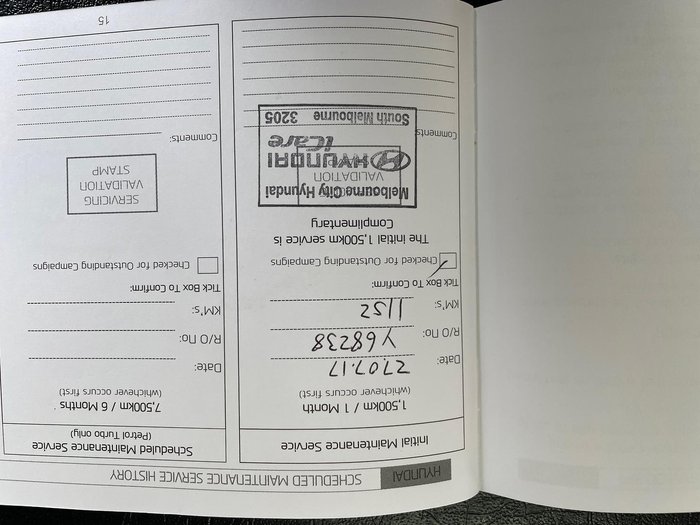 HYUNDAI
SCHEDULED MAINTENANCE SERVICE HISTORY
Initial Maintenance Service
1,500km / 1 Month
(whichever occurs first)
Date: 27.07.17
R/O no: Y68238
KM's: 1152
Tick Box To Confirm:
Checked for Outstanding Campaigns
The initial 1,500km service is
Complimentary
Melbourne City Hyundai
VALIDATION
HYUNDAI
iCare
South Melbourne 3205
Comments:
Scheduled Maintenance Service
(Petrol Turbo only)
7,500km / 6 Months
(whichever occurs first)
Date:
R/O no:
KM's:
Tick Box To Confirm:
Checked for Outstanding Campaigns
SERVICING
VALIDATION
STAMP
Comments:
15